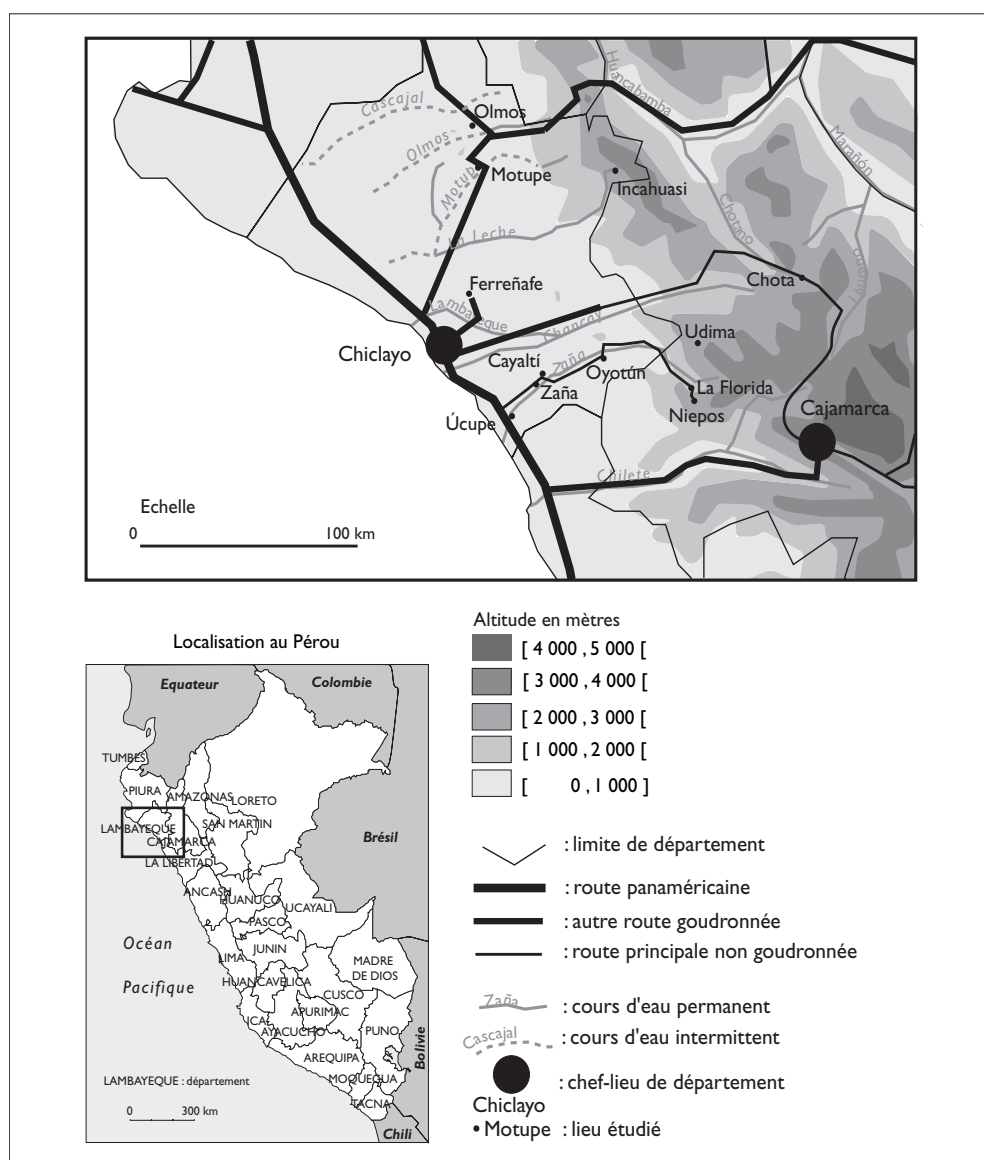 Cascajal
Huancabamba
Olmos
Olmos
Motupe
Motupe
Marañón
Incahuasi
La Leche
Chotano
Chota
Ferreñafe
Lambayeque
Chancay
Udima
Chiclayo
Cayaltí
Zaña
Oyotún
Zaña
La Florida
Niepos
Cajamarca
Úcupe
Chilete
Echelle
0 100 km
Localisation au Pérou
Equateur
Colombie
TUMBES
PIURA
AMAZONAS
LORETO
LAMBAYEQUE
SAN MARTIN
CAJAMARCA
Brésil
LA LIBERTAD
ANCASH
HUANUCO
UCAYALI
PASCO
Océan
Pacifique
LIMA
JUNIN
MADRE
DE DIOS
HUANCAVELICA
CUSCO
APURIMAC
ICA
AYACUCHO
PUNO
Bolivie
AREQUIPA
MOQUEGUA
TACNA
Chili
LAMBAYEQUE : département
0 300 km
Altitude en mètres
[ 4 000 , 5 000 [
[ 3 000 , 4 000 [
[ 2 000 , 3 000 [
[ 1 000 , 2 000 [
[ 0 , 1 000 ]
: limite de département
: route panaméricaine
: autre route goudronnée
: route principale non goudronnée
Zaña : cours d'eau permanent
Cascajal : cours d'eau intermittent
: chef-lieu de département
Chiclayo
• Motupe : lieu étudié